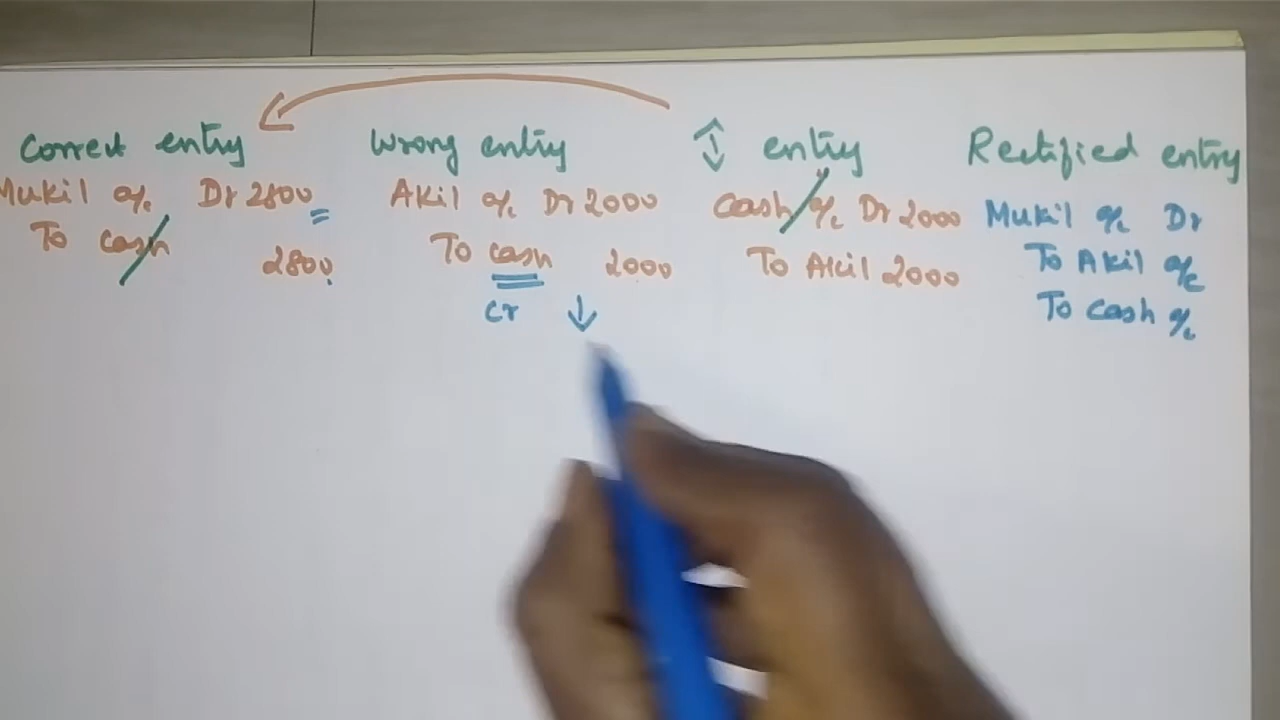 Correct entry
Mukil a/c Dr 2800
To cash
2800
Wrong entry
Akil a/c Dr 2000
To cash 2000
Cr
entry
Cash a/c Dr 2000
To Akil 2000
Rectified entry
Mukil a/c Dr
To Akil a/c
To Cash a/c